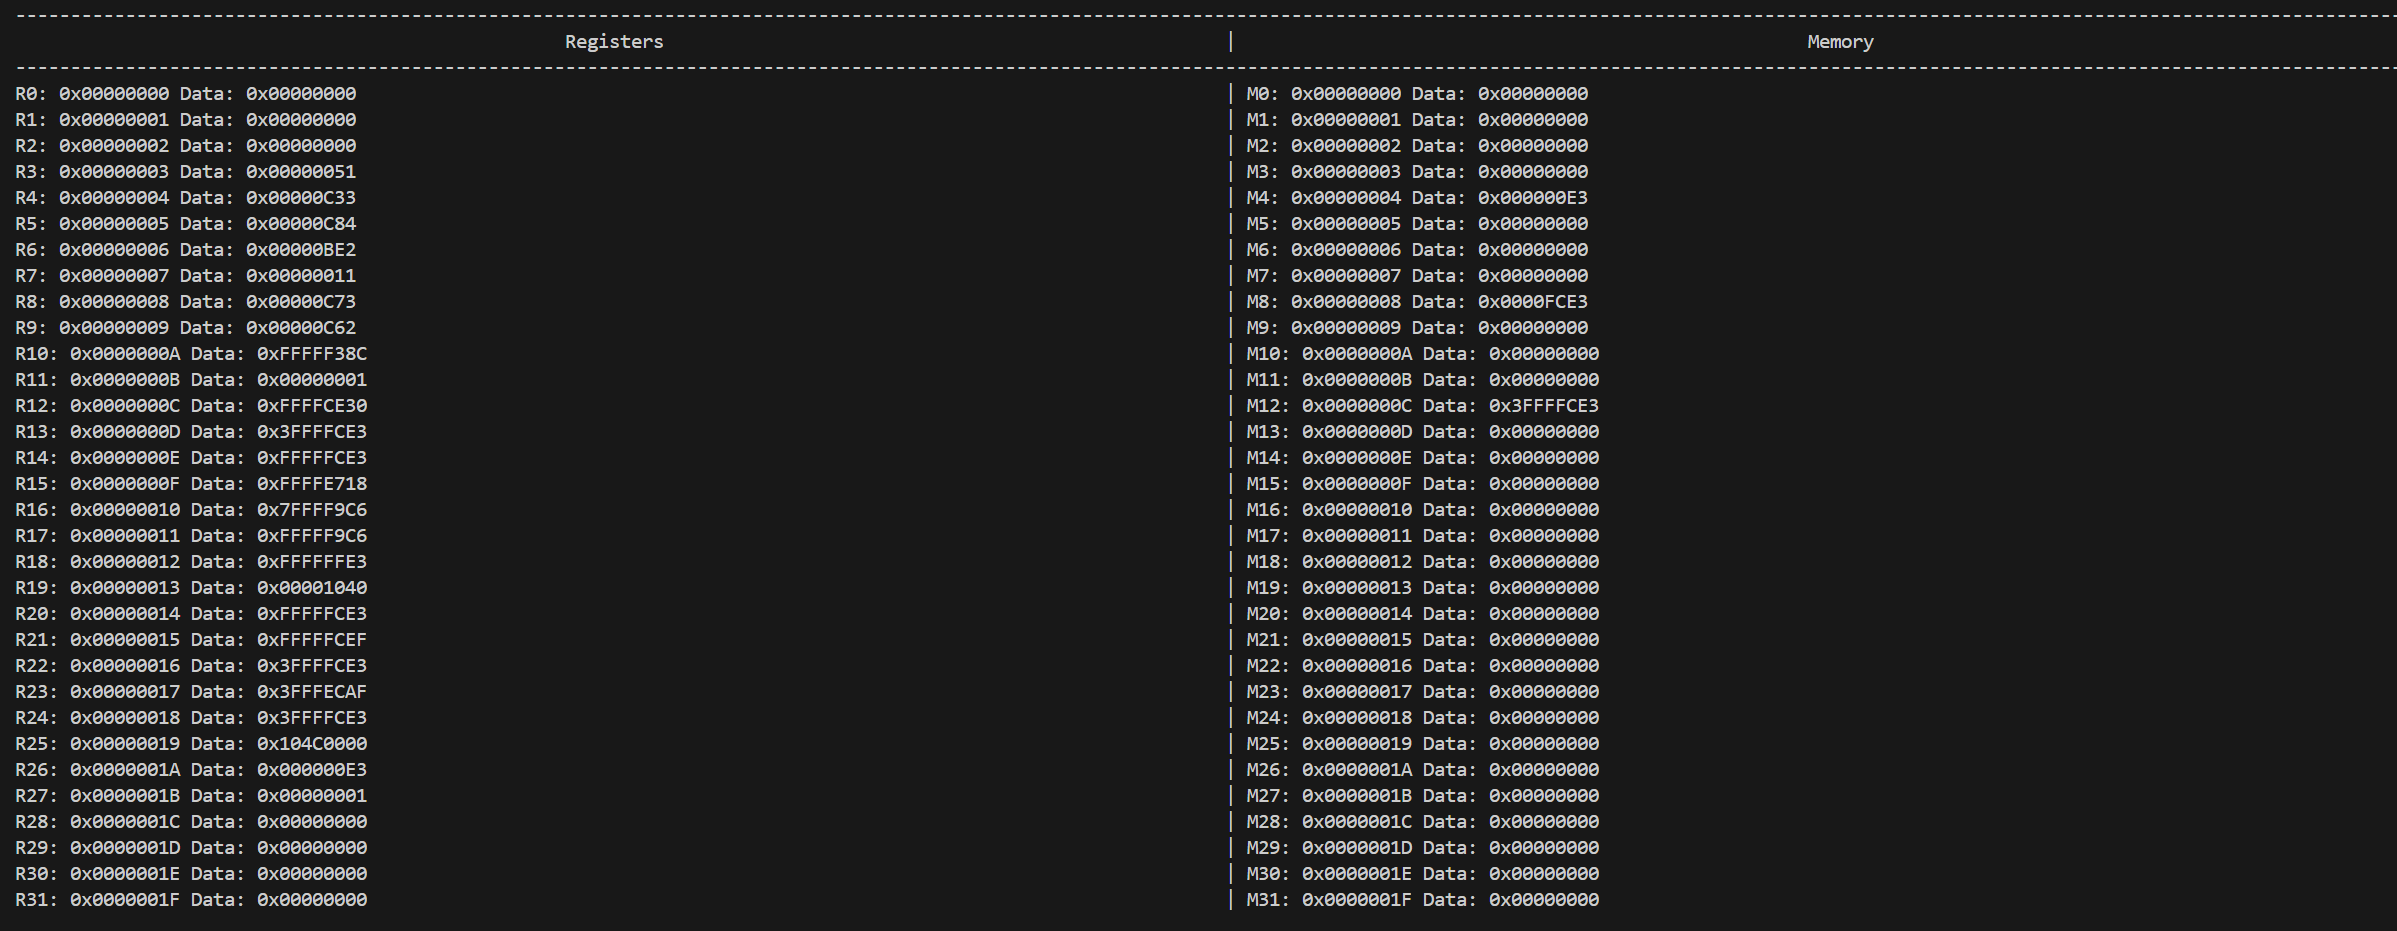 Registers | Memory
R0: 0x00000000 Data: 0x00000000 | M0: 0x00000000 Data: 0x00000000
R1: 0x00000001 Data: 0x00000000 | M1: 0x00000001 Data: 0x00000000
R2: 0x00000002 Data: 0x00000000 | M2: 0x00000002 Data: 0x00000000
R3: 0x00000003 Data: 0x00000051 | M3: 0x00000003 Data: 0x00000000
R4: 0x00000004 Data: 0x00000C33 | M4: 0x00000004 Data: 0x000000E3
R5: 0x00000005 Data: 0x00000C84 | M5: 0x00000005 Data: 0x00000000
R6: 0x00000006 Data: 0x00000BE2 | M6: 0x00000006 Data: 0x00000000
R7: 0x00000007 Data: 0x00000011 | M7: 0x00000007 Data: 0x00000000
R8: 0x00000008 Data: 0x00000C73 | M8: 0x00000008 Data: 0x0000FCE3
R9: 0x00000009 Data: 0x00000C62 | M9: 0x00000009 Data: 0x00000000
R10: 0x0000000A Data: 0xFFFFF38C | M10: 0x0000000A Data: 0x00000000
R11: 0x0000000B Data: 0x00000001 | M11: 0x0000000B Data: 0x00000000
R12: 0x0000000C Data: 0xFFFFCE30 | M12: 0x0000000C Data: 0x3FFFFCE3
R13: 0x0000000D Data: 0x3FFFFCE3 | M13: 0x0000000D Data: 0x00000000
R14: 0x0000000E Data: 0xFFFFFCE3 | M14: 0x0000000E Data: 0x00000000
R15: 0x0000000F Data: 0xFFFFE718 | M15: 0x0000000F Data: 0x00000000
R16: 0x00000010 Data: 0x7FFFF9C6 | M16: 0x00000010 Data: 0x00000000
R17: 0x00000011 Data: 0xFFFFF9C6 | M17: 0x00000011 Data: 0x00000000
R18: 0x00000012 Data: 0xFFFFFFE3 | M18: 0x00000012 Data: 0x00000000
R19: 0x00000013 Data: 0x00001040 | M19: 0x00000013 Data: 0x00000000
R20: 0x00000014 Data: 0xFFFFFCE3 | M20: 0x00000014 Data: 0x00000000
R21: 0x00000015 Data: 0xFFFFFCEF | M21: 0x00000015 Data: 0x00000000
R22: 0x00000016 Data: 0x3FFFFCE3 | M22: 0x00000016 Data: 0x00000000
R23: 0x00000017 Data: 0x3FFFECAF | M23: 0x00000017 Data: 0x00000000
R24: 0x00000018 Data: 0x3FFFFCE3 | M24: 0x00000018 Data: 0x00000000
R25: 0x00000019 Data: 0x104C0000 | M25: 0x00000019 Data: 0x00000000
R26: 0x0000001A Data: 0x000000E3 | M26: 0x0000001A Data: 0x00000000
R27: 0x0000001B Data: 0x00000001 | M27: 0x0000001B Data: 0x00000000
R28: 0x0000001C Data: 0x00000000 | M28: 0x0000001C Data: 0x00000000
R29: 0x0000001D Data: 0x00000000 | M29: 0x0000001D Data: 0x00000000
R30: 0x0000001E Data: 0x00000000 | M30: 0x0000001E Data: 0x00000000
R31: 0x0000001F Data: 0x00000000 | M31: 0x0000001F Data: 0x00000000